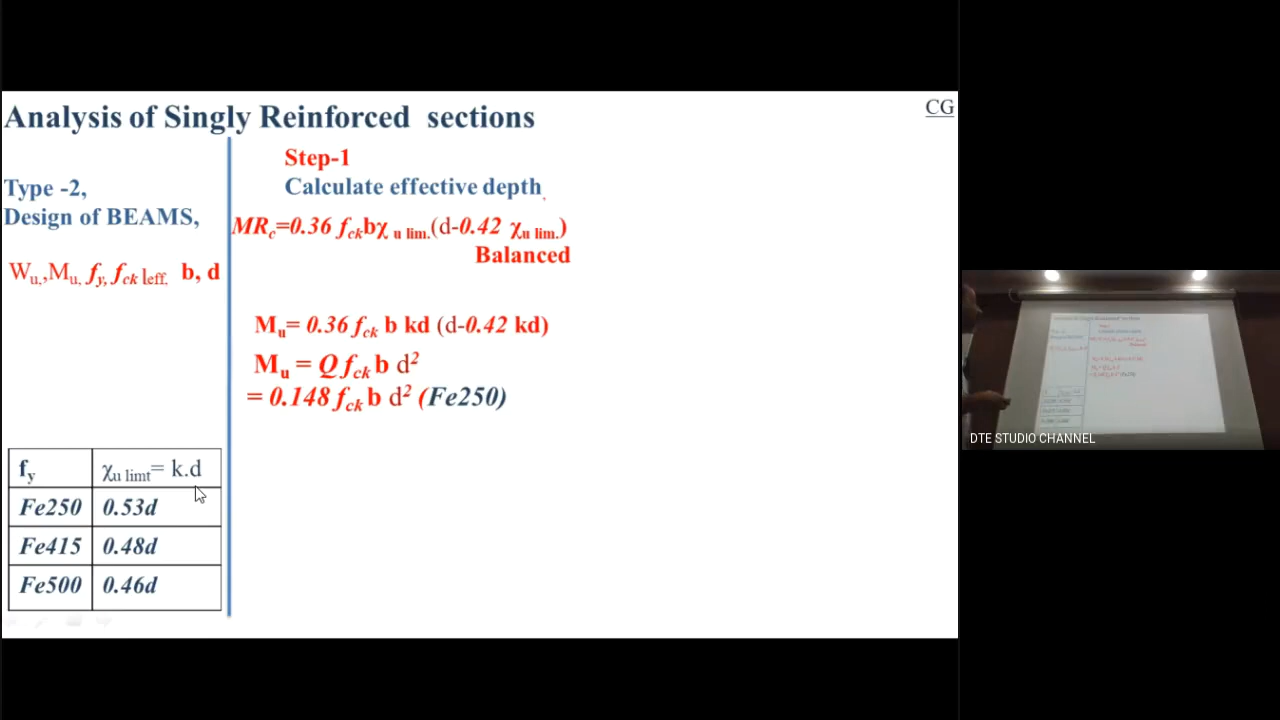 Analysis of Singly Reinforced sections
CG
Type -2,
Design of BEAMS,
Wu.,Mu, fy, fck leff. b, d
fy χu limt= k.d
Fe250 0.53d
Fe415 0.48d
Fe500 0.46d
Step-1
Calculate effective depth
MRc=0.36 fckbχ u lim.(d-0.42 χu lim.)
Balanced
Mu= 0.36 fck b kd (d-0.42 kd)
Mu = Q fck b d²
= 0.148 fck b d² (Fe250)
DTE STUDIO CHANNEL